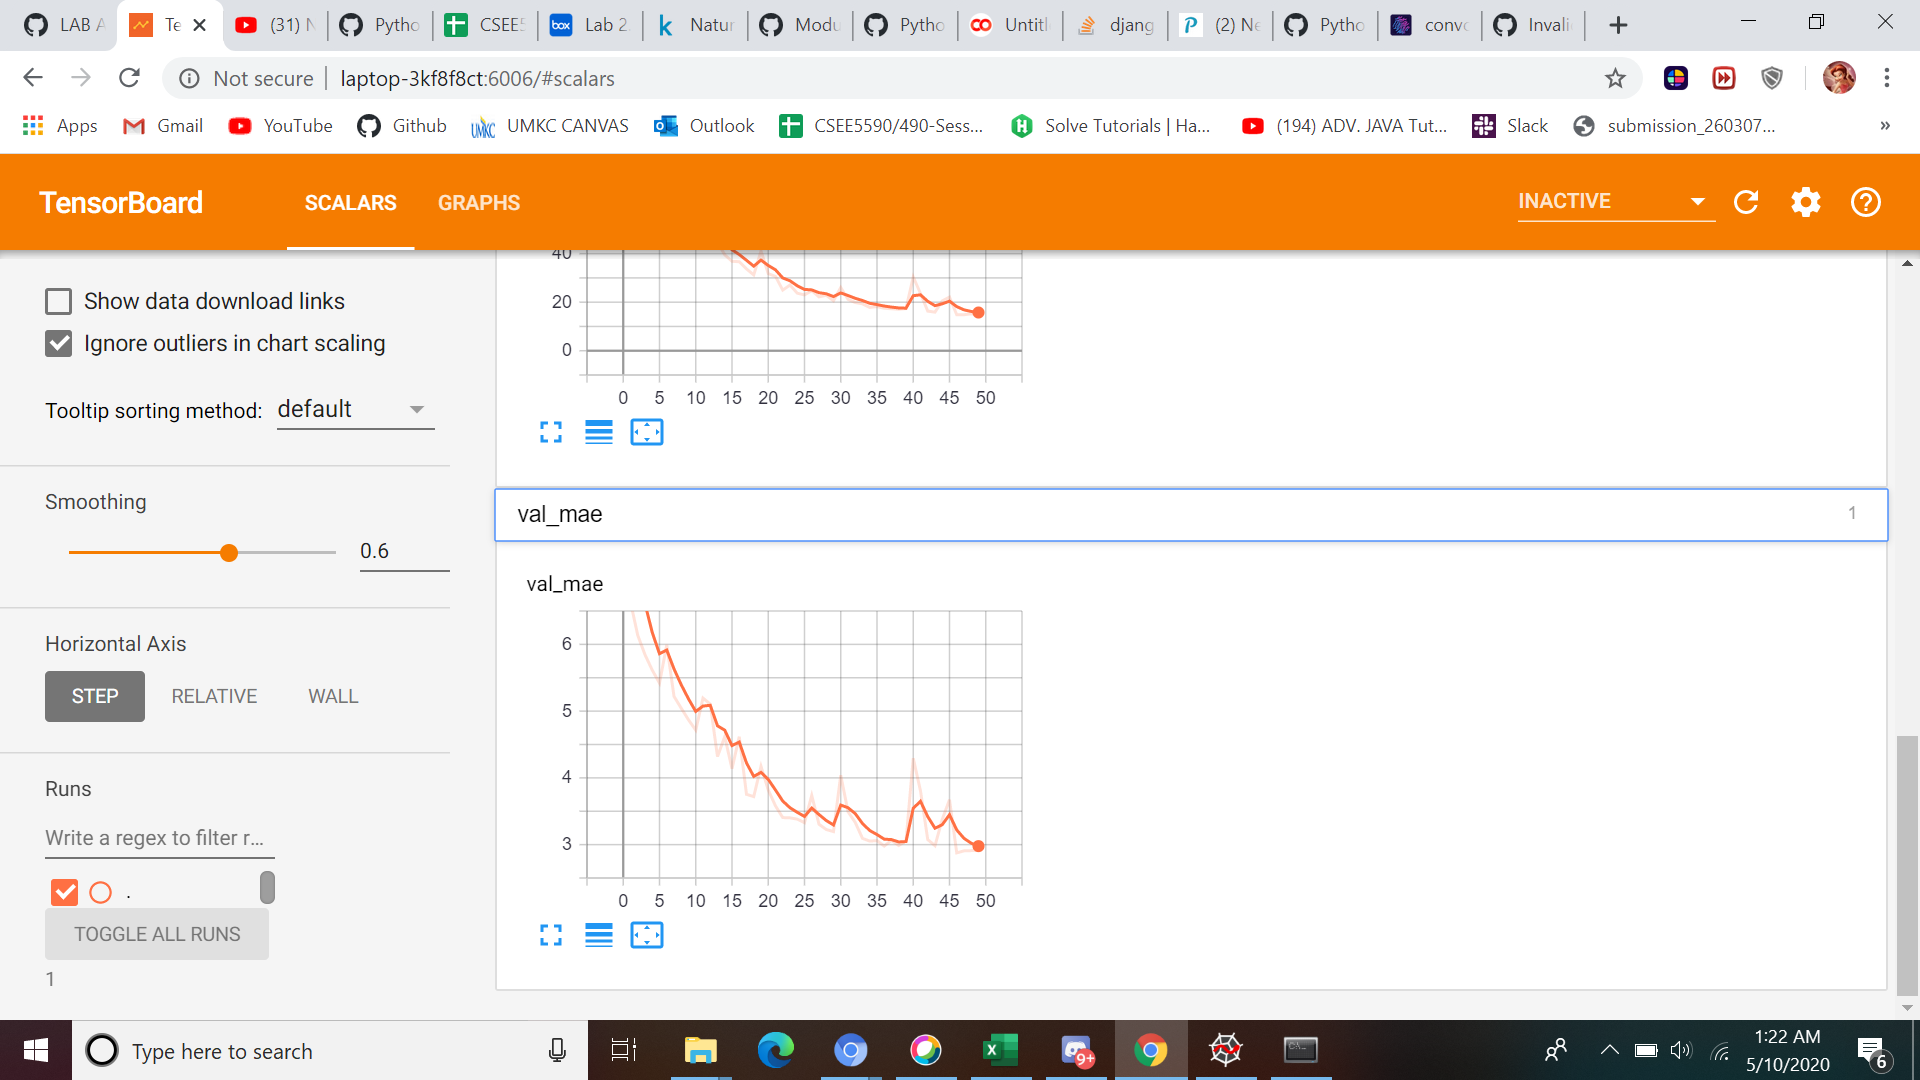 LAB A
Te
(31) N
Pytho
CSEE5
Lab 2
Natur
Modu
Pytho
Untitl
djang
(2) Ne
Pytho
convo
Invali
Not secure laptop-3kf8f8ct:6006/#scalars
Apps Gmail YouTube Github UMKC CANVAS Outlook CSEE5590/490-Sess... Solve Tutorials | Ha... (194) ADV. JAVA Tut... Slack submission_260307... »
TensorBoard SCALARS GRAPHS INACTIVE
Show data download links
Ignore outliers in chart scaling
Tooltip sorting method: default
Smoothing
0.6
Horizontal Axis
STEP RELATIVE WALL
Runs
Write a regex to filter r...
.
TOGGLE ALL RUNS
1
40
20
0
0 5 10 15 20 25 30 35 40 45 50
val_mae 1
val_mae
6
5
4
3
0 5 10 15 20 25 30 35 40 45 50
Type here to search
9+
1:22 AM
5/10/2020
6